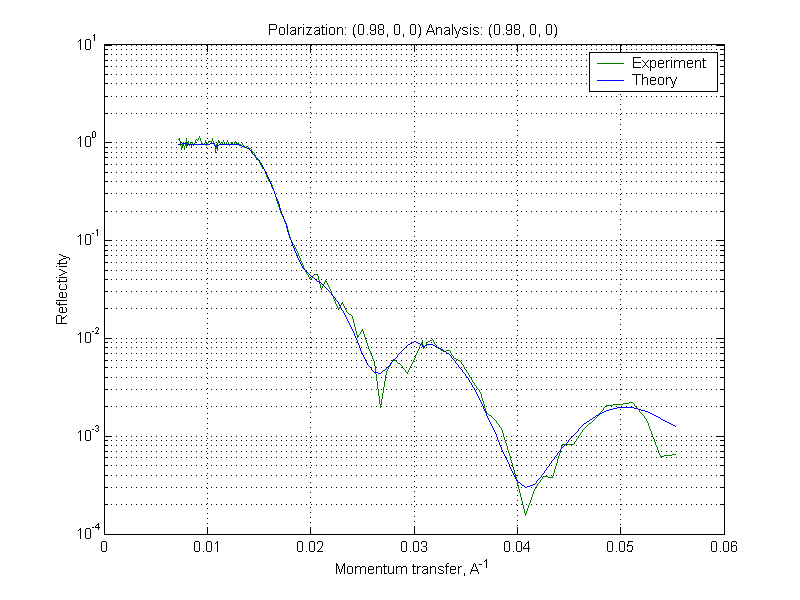 Polarization: (0.98, 0, 0) Analysis: (0.98, 0, 0)
10^1
Experiment
Theory
10^0
10^-1
Reflectivity
10^-2
10^-3
10^-4
0 0.01 0.02 0.03 0.04 0.05 0.06
Momentum transfer, A^-1